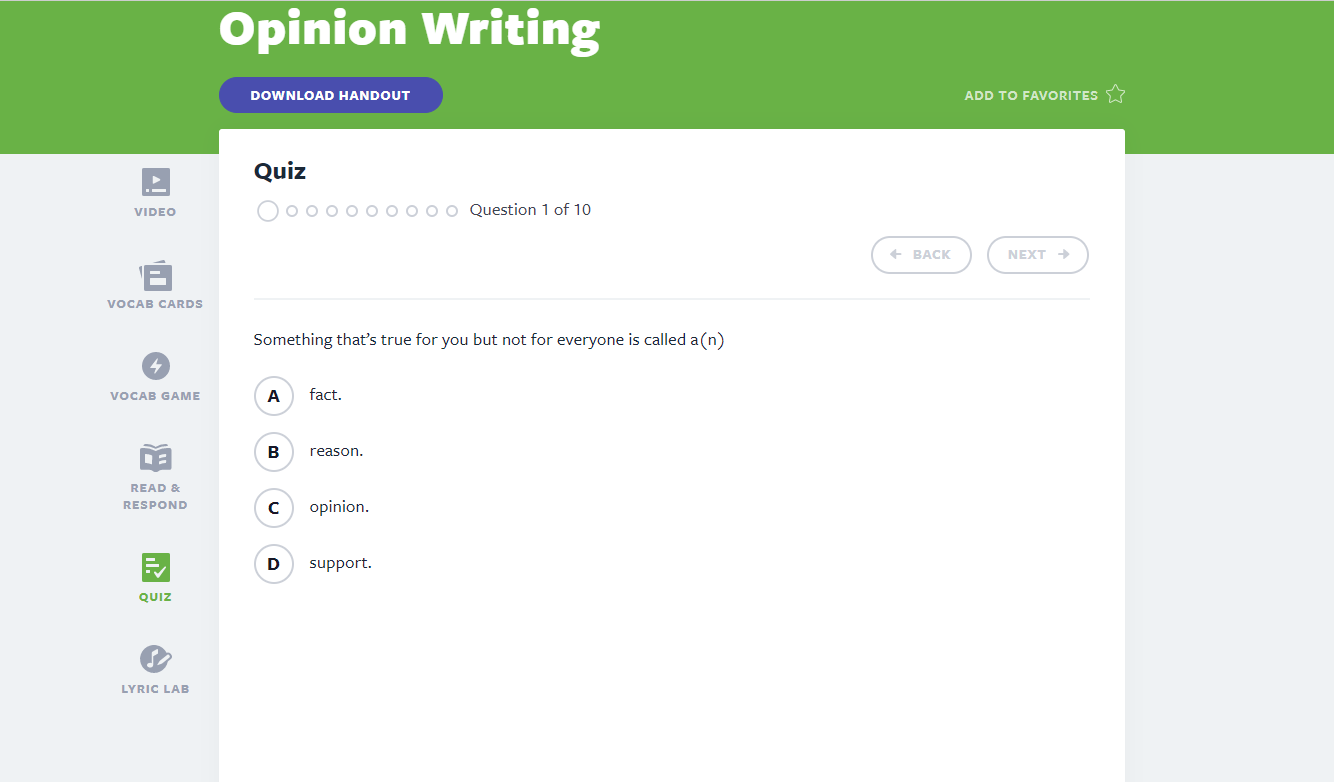 Opinion Writing
DOWNLOAD HANDOUT
ADD TO FAVORITES
VIDEO
VOCAB CARDS
VOCAB GAME
READ &
RESPOND
QUIZ
LYRIC LAB
Quiz
Question 1 of 10
BACK
NEXT
Something that’s true for you but not for everyone is called a(n)
A fact.
B reason.
C opinion.
D support.